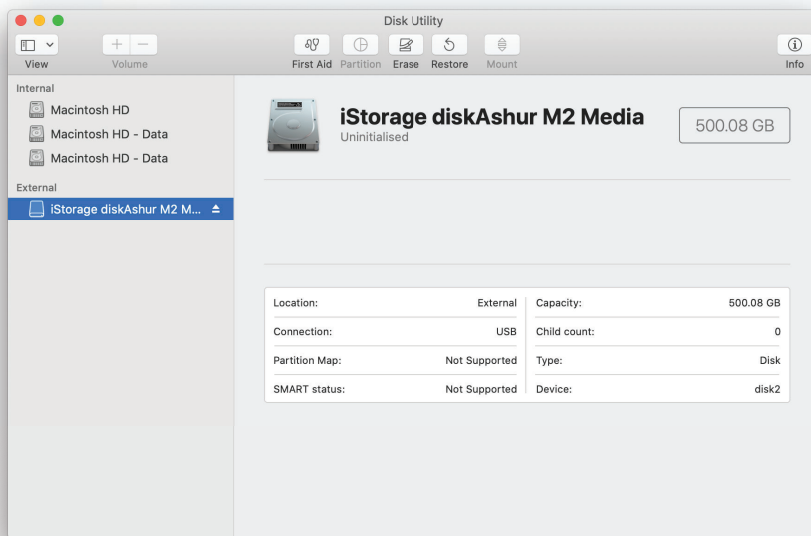 Disk Utility
View
Volume
First Aid
Partition
Erase
Restore
Mount
Info
Internal
Macintosh HD
Macintosh HD - Data
Macintosh HD - Data
External
iStorage diskAshur M2 M...
iStorage diskAshur M2 Media
Uninitialised
500.08 GB
Location: External
Capacity: 500.08 GB
Connection: USB
Child count: 0
Partition Map: Not Supported
Type: Disk
SMART status: Not Supported
Device: disk2